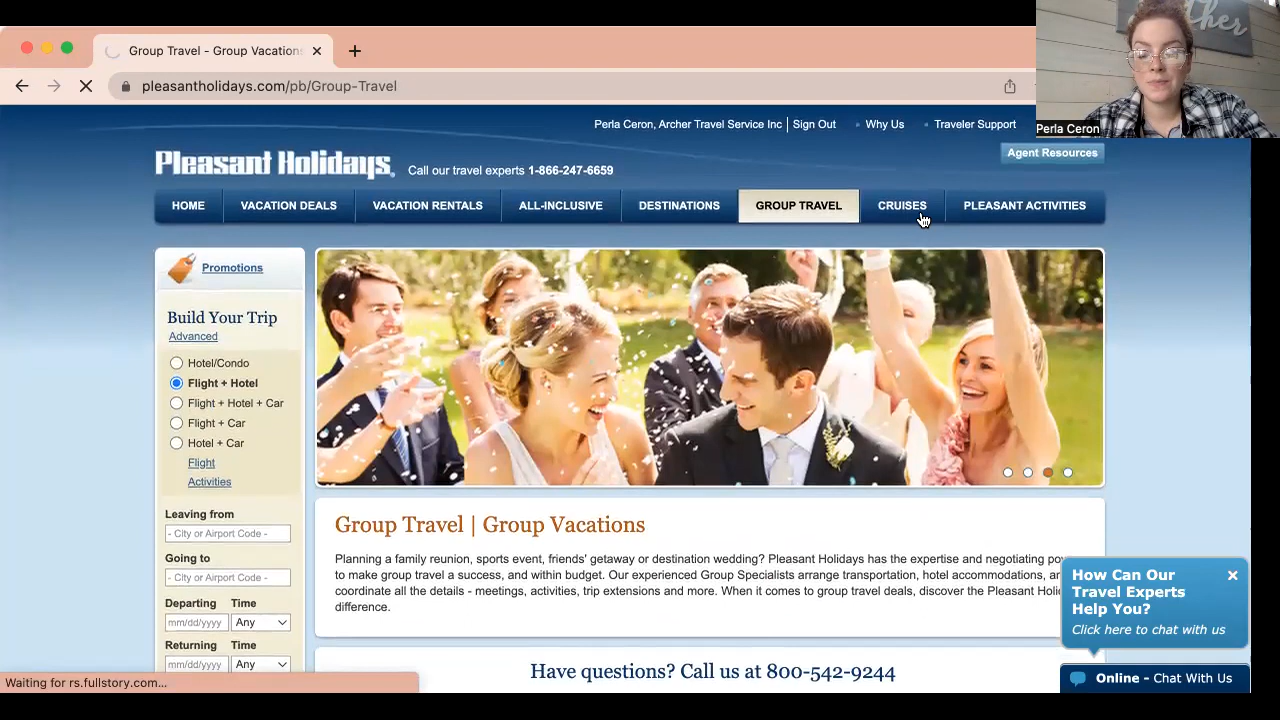 Group Travel - Group Vacations
pleasantholidays.com/pb/Group-Travel
Perla Ceron
Perla Ceron, Archer Travel Service Inc
Sign Out
Why Us
Traveler Support
Agent Resources
Pleasant Holidays.
Call our travel experts 1-866-247-6659
HOME
VACATION DEALS
VACATION RENTALS
ALL-INCLUSIVE
DESTINATIONS
GROUP TRAVEL
CRUISES
PLEASANT ACTIVITIES
Promotions
Build Your Trip
Advanced
Hotel/Condo
Flight + Hotel
Flight + Hotel + Car
Flight + Car
Hotel + Car
Flight
Activities
Leaving from
- City or Airport Code -
Going to
- City or Airport Code -
Departing Time
mm/dd/yyyy Any
Returning Time
mm/dd/yyyy Any
Group Travel | Group Vacations
Planning a family reunion, sports event, friends' getaway or destination wedding? Pleasant Holidays has the expertise and negotiating
to make group travel a success, and within budget. Our experienced Group Specialists arrange transportation, hotel accommodations,
coordinate all the details - meetings, activities, trip extensions and more. When it comes to group travel deals, discover the Pleasant
difference.
Have questions? Call us at 800-542-9244
How Can Our
Travel Experts
Help You?
Click here to chat with us
Online - Chat With Us
Waiting for rs.fullstory.com...